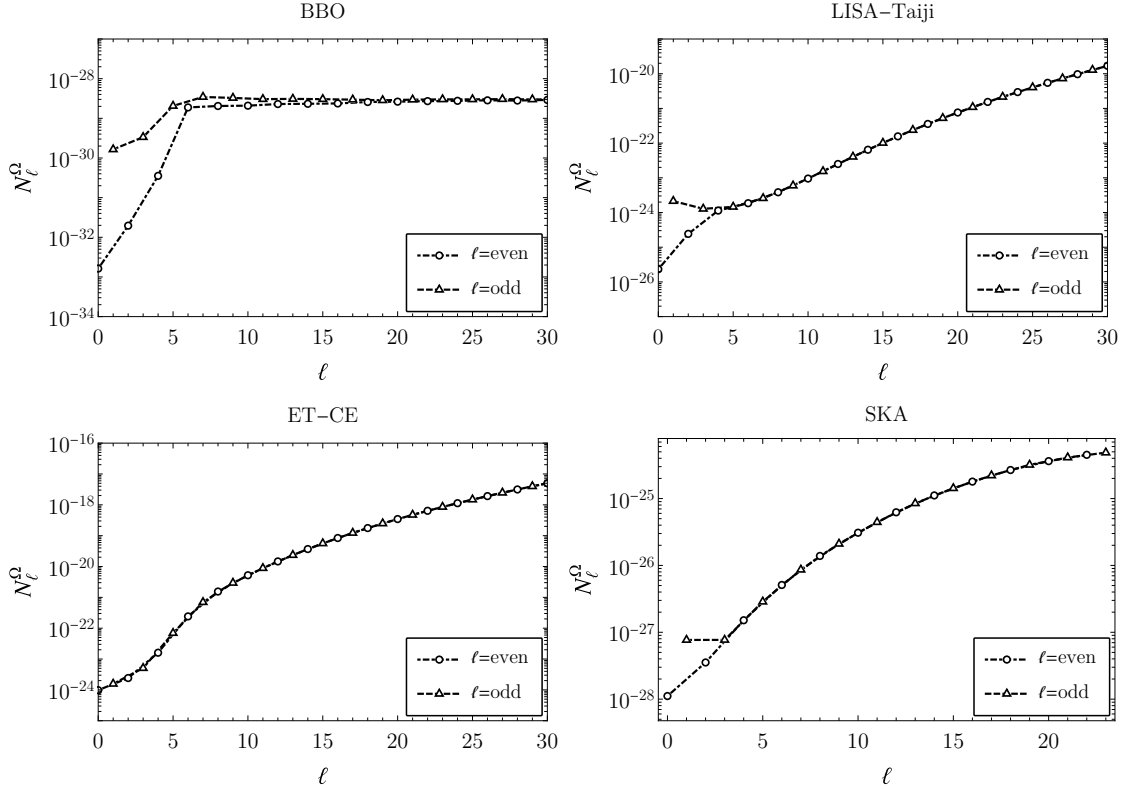 BBO
10^{-28}
10^{-30}
10^{-32}
10^{-34}
N_ℓ^Ω
0 5 10 15 20 25 30
ℓ
ℓ=even
ℓ=odd
LISA–Taiji
10^{-20}
10^{-22}
10^{-24}
10^{-26}
N_ℓ^Ω
0 5 10 15 20 25 30
ℓ
ℓ=even
ℓ=odd
ET–CE
10^{-16}
10^{-18}
10^{-20}
10^{-22}
10^{-24}
N_ℓ^Ω
0 5 10 15 20 25 30
ℓ
ℓ=even
ℓ=odd
SKA
10^{-25}
10^{-26}
10^{-27}
10^{-28}
N_ℓ^Ω
0 5 10 15 20
ℓ
ℓ=even
ℓ=odd